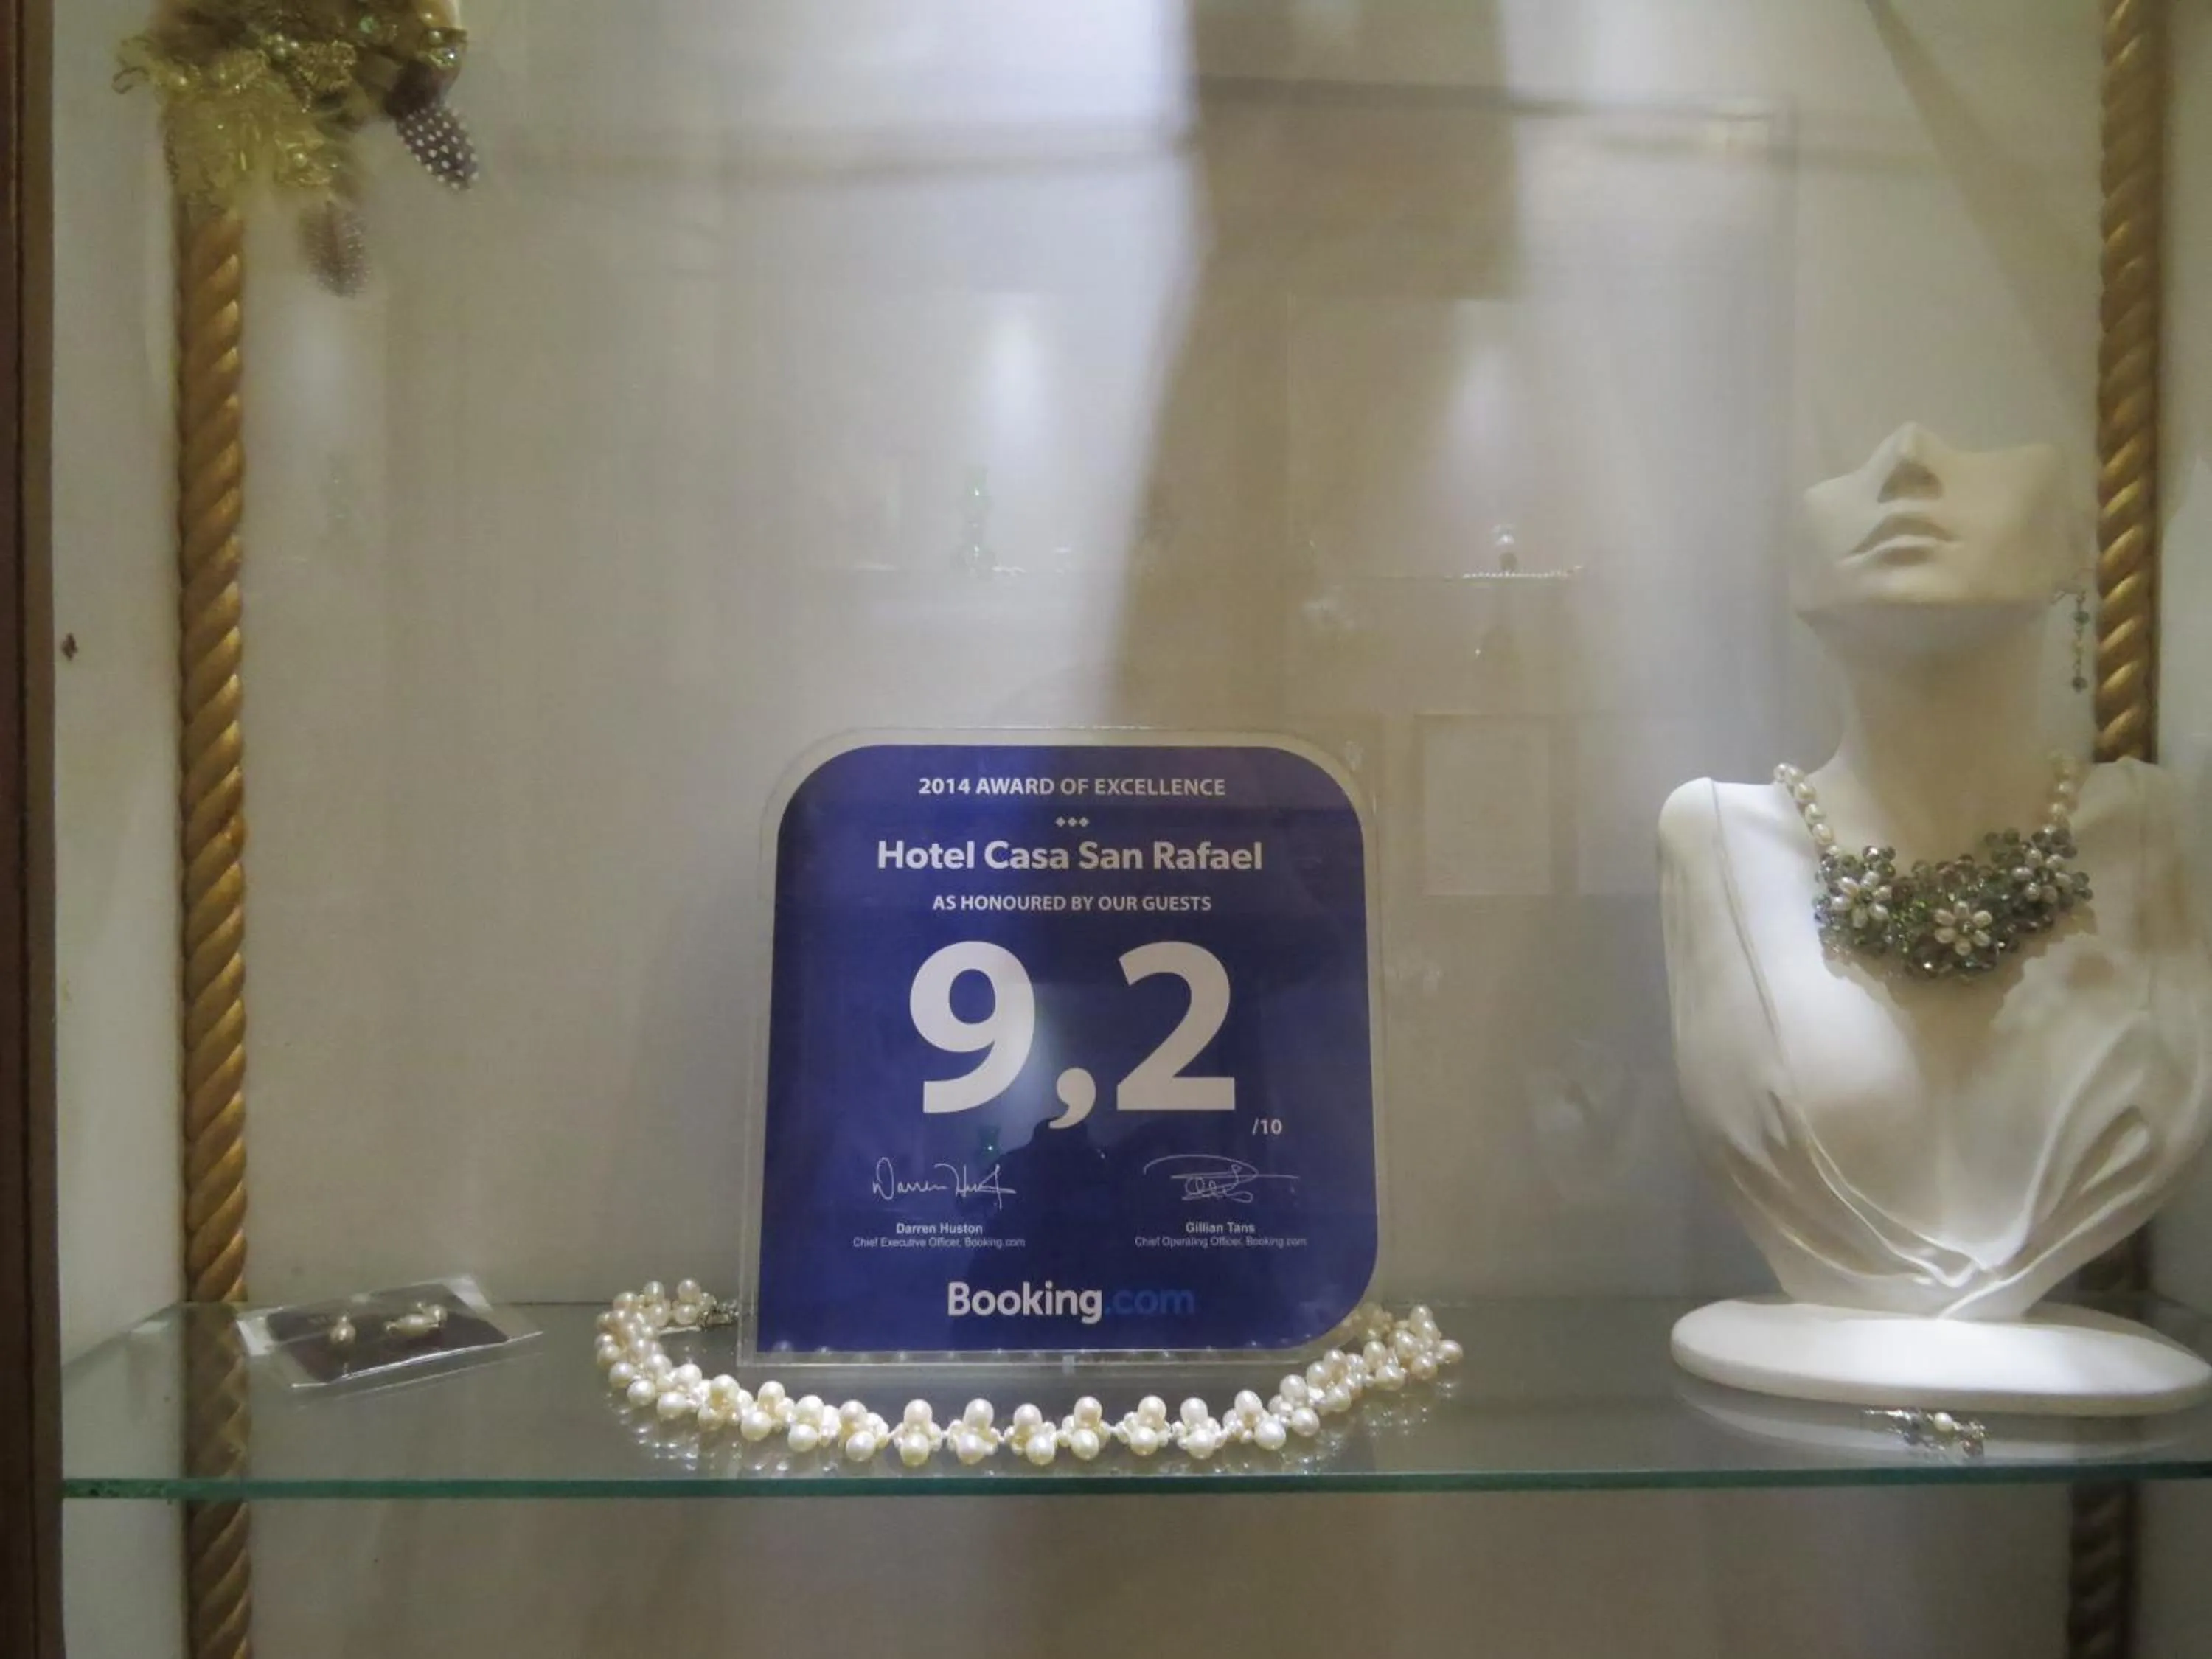 2014 AWARD OF EXCELLENCE
Hotel Casa San Rafael
AS HONOURED BY OUR GUESTS
9,2
/10
Darren Huston
Gillian Tans
Chief Executive Officer, Booking.com
Chief Operating Officer, Booking.com
Booking.com